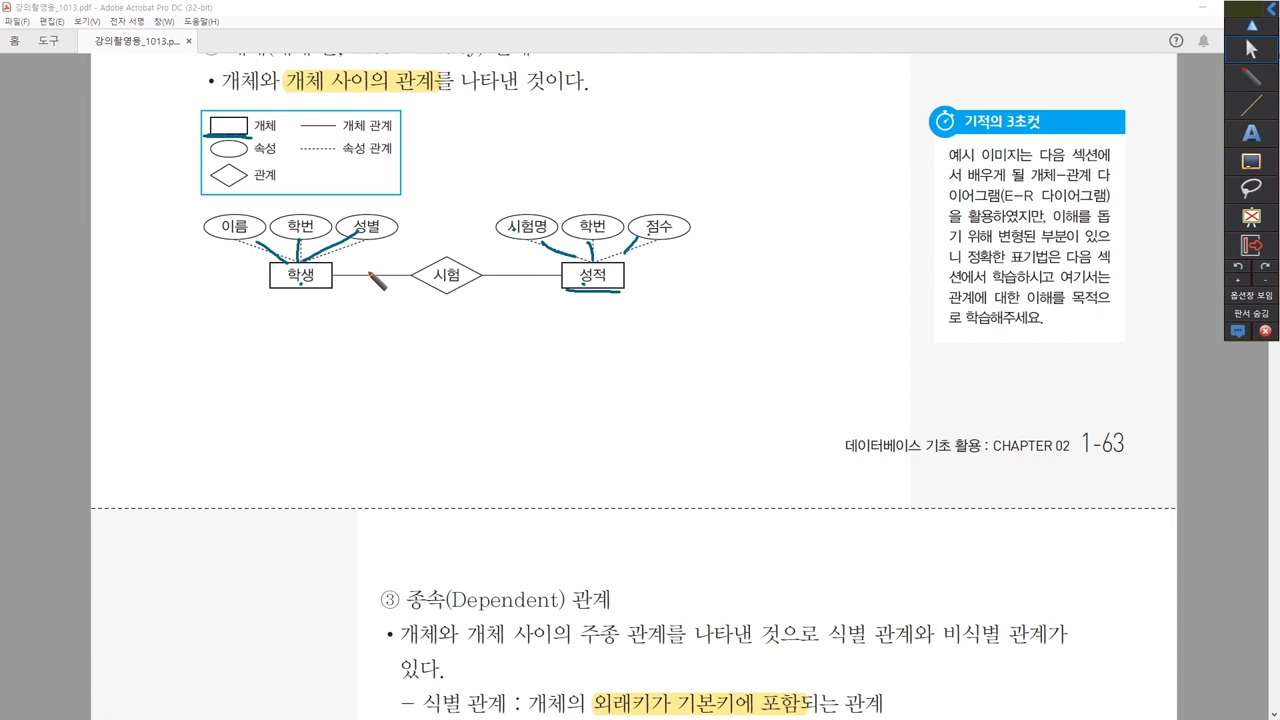 강의촬영용_1013.pdf - Adobe Acrobat Pro DC (32-bit)
파일(F) 편집(E) 보기(V) 전자 서명 창(W) 도움말(H)
홈 도구 강의촬영용_1013.p... ×
• 개체와 개체 사이의 관계를 나타낸 것이다.
개체 개체 관계
속성 속성 관계
관계
이름 학번 성별 시험명 학번 점수
학생 시험 성적
기적의 3초컷
예시 이미지는 다음 섹션에
서 배우게 될 개체-관계 다
이어그램(E-R 다이어그램)
을 활용하였지만, 이해를 돕
기 위해 변형된 부분이 있으
니 정확한 표기법은 다음 섹
션에서 학습하시고 여기서는
관계에 대한 이해를 목적으
로 학습해주세요.
데이터베이스 기초 활용 : CHAPTER 02 1-63
③ 종속(Dependent) 관계
• 개체와 개체 사이의 주종 관계를 나타낸 것으로 식별 관계와 비식별 관계가
있다.
- 식별 관계 : 개체의 외래키가 기본키에 포함되는 관계
A
+ -
옵션창 보임
판서 숨김